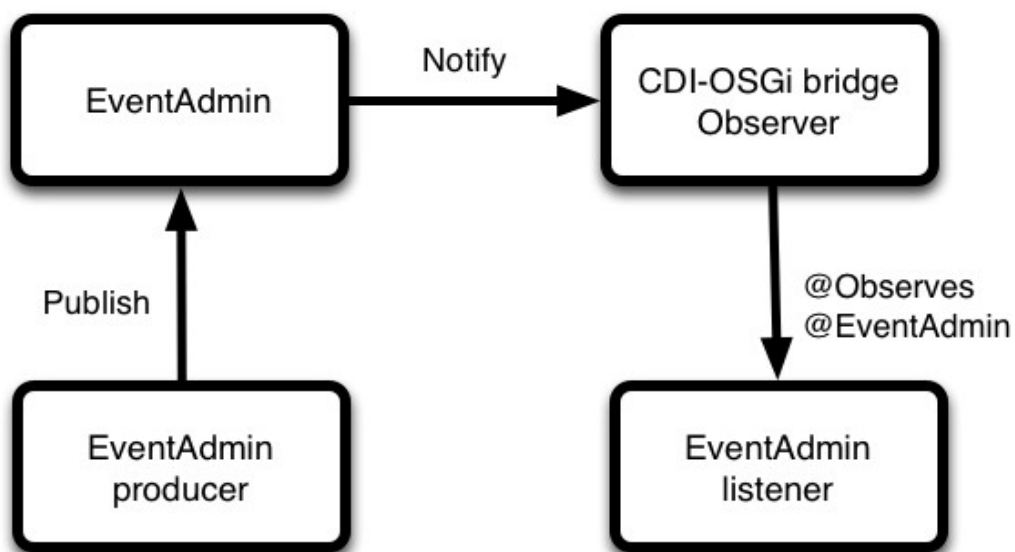 EventAdmin
Notify
CDI-OSGi bridge
Observer
Publish
@Observes
@EventAdmin
EventAdmin
producer
EventAdmin
listener